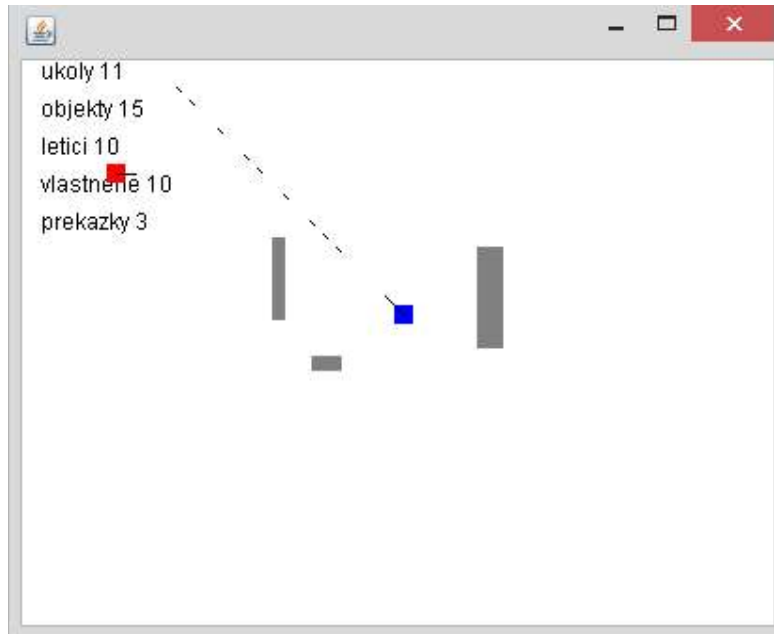 ukoly 11
objekty 15
letici 10
vlastnene 10
prekazky 3